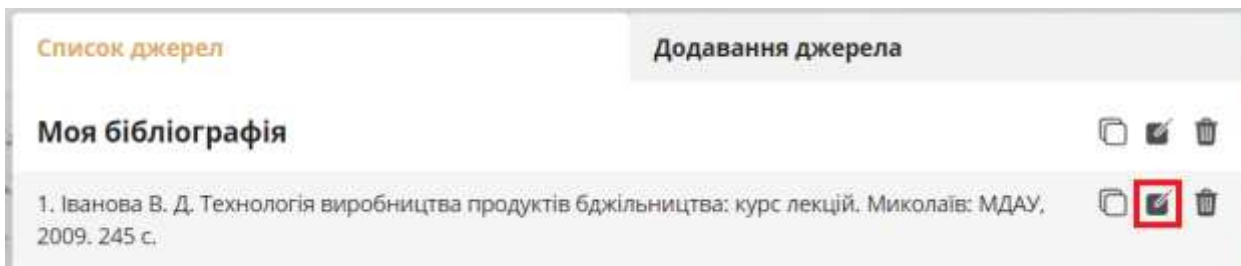 Список джерел
Додавання джерела
Моя бібліографія
1. Іванова В. Д. Технологія виробництва продуктів бджільництва: курс лекцій. Миколаїв: МДАУ,
2009. 245 с.